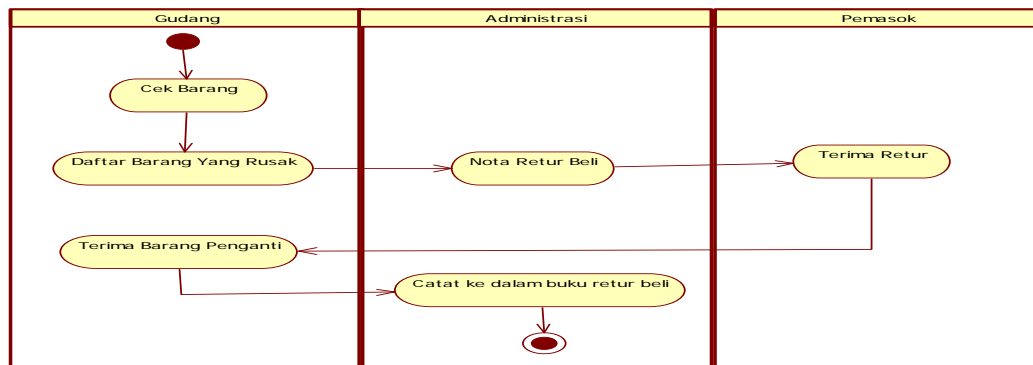 Gudang
Administrasi
Pemasok
Cek Barang
Daftar Barang Yang Rusak
Nota Retur Beli
Terima Retur
Terima Barang Penganti
Catat ke dalam buku retur beli